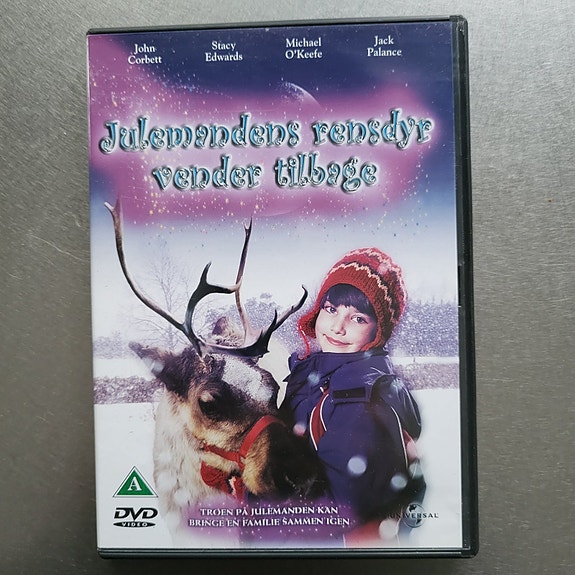 John Stacy Michael Jack
Corbett Edwards O'Keefe Palance
Julemandens rensdyr
vender tilbage
A
TROEN PÅ JULEMANDEN KAN
BRINGE EN FAMILIE SAMMEN IGEN
DVD
VIDEO
UNIVERSAL